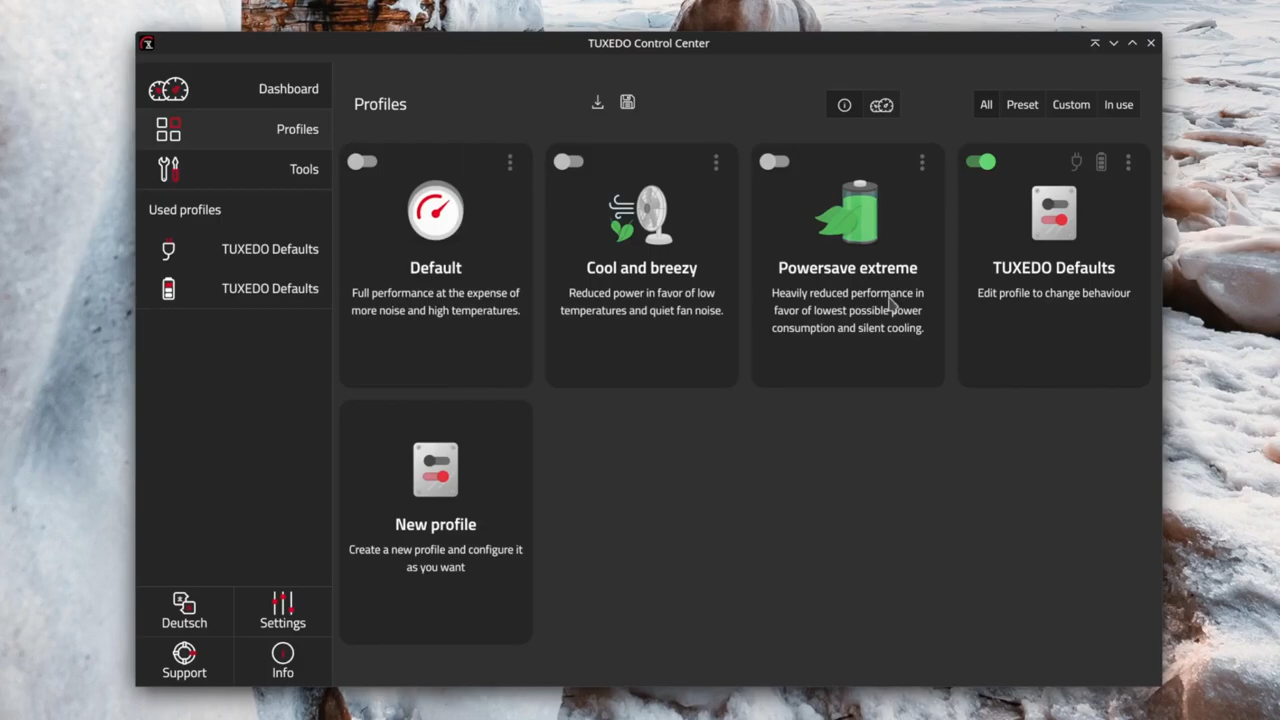 TUXEDO Control Center
Dashboard
Profiles
Tools
Used profiles
TUXEDO Defaults
TUXEDO Defaults
Deutsch
Settings
Support
Info
Profiles
All
Preset
Custom
In use
Default
Full performance at the expense of
more noise and high temperatures.
Cool and breezy
Reduced power in favor of low
temperatures and quiet fan noise.
Powersave extreme
Heavily reduced performance in
favor of lowest possible power
consumption and silent cooling.
TUXEDO Defaults
Edit profile to change behaviour
New profile
Create a new profile and configure it
as you want